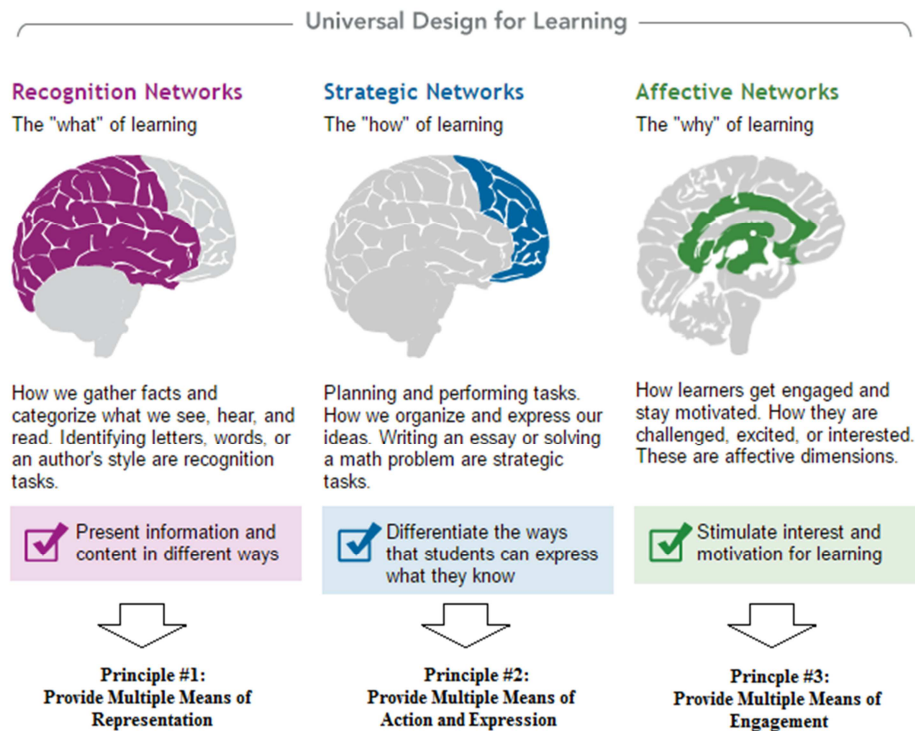 Universal Design for Learning
Recognition Networks
The "what" of learning
How we gather facts and
categorize what we see, hear, and
read. Identifying letters, words, or
an author's style are recognition
tasks.
Present information and
content in different ways
Principle #1:
Provide Multiple Means of
Representation
Strategic Networks
The "how" of learning
Planning and performing tasks.
How we organize and express our
ideas. Writing an essay or solving
a math problem are strategic
tasks.
Differentiate the ways
that students can express
what they know
Principle #2:
Provide Multiple Means of
Action and Expression
Affective Networks
The "why" of learning
How learners get engaged and
stay motivated. How they are
challenged, excited, or interested.
These are affective dimensions.
Stimulate interest and
motivation for learning
Princple #3:
Provide Multiple Means of
Engagement